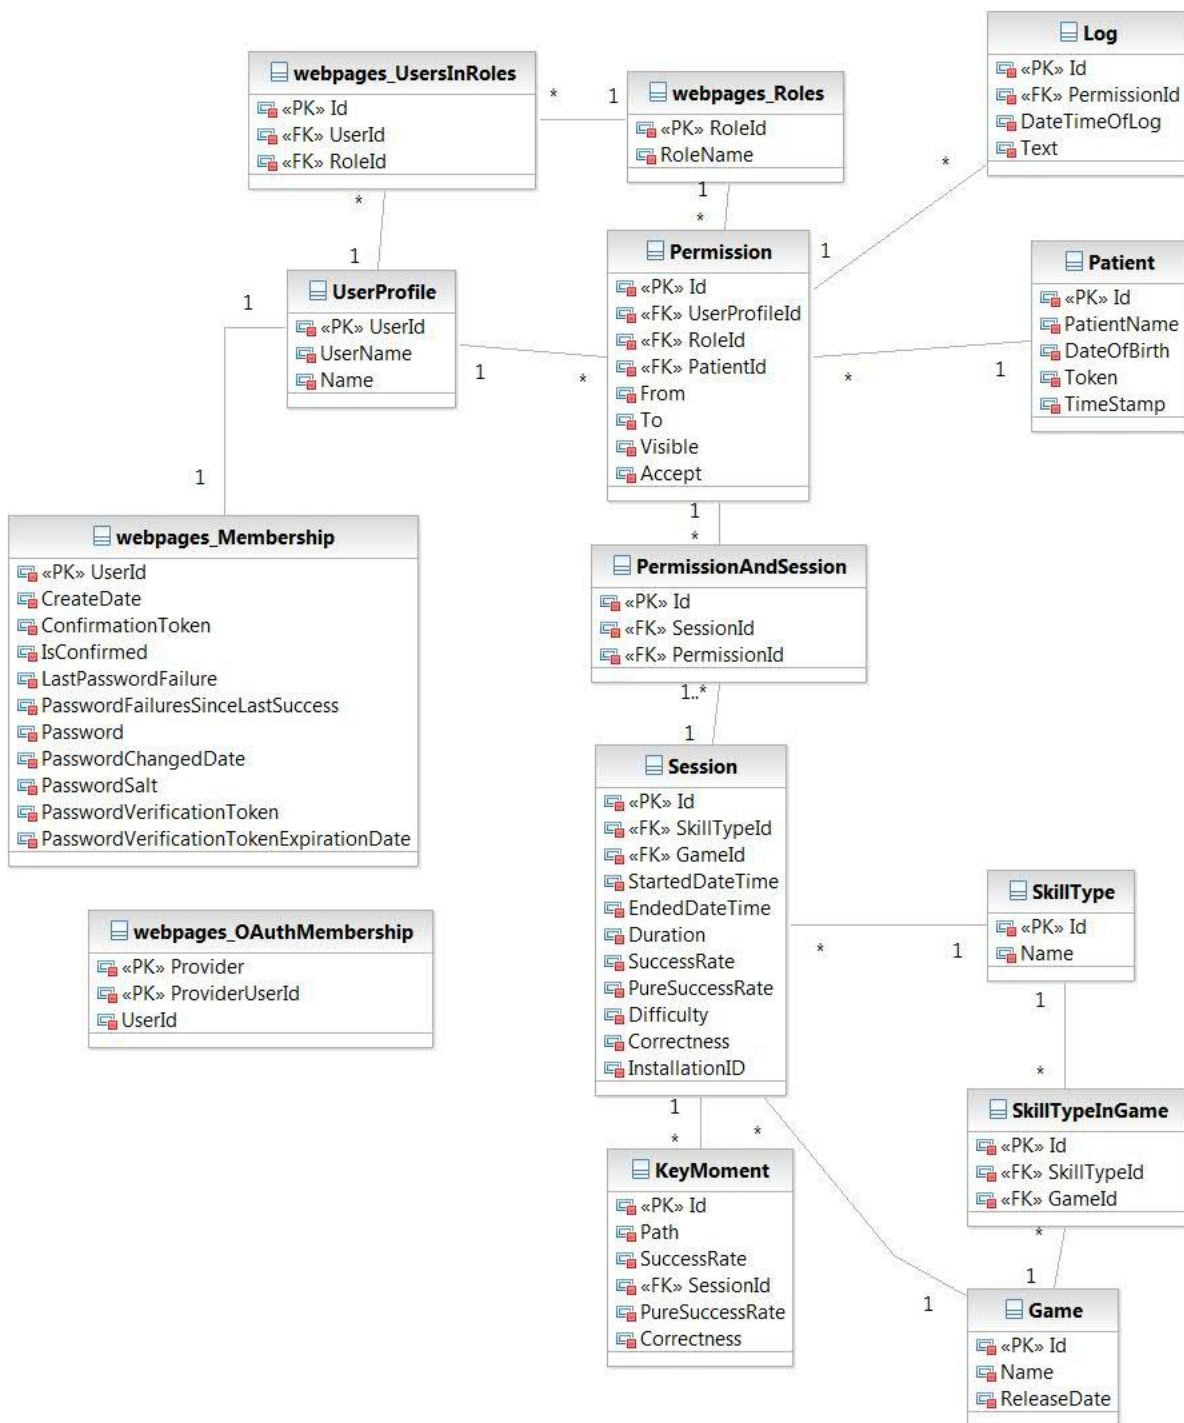 Log
«PK» Id
«FK» PermissionId
DateTimeOfLog
Text
webpages_UsersInRoles
«PK» Id
«FK» UserId
«FK» RoleId
*
1
webpages_Roles
«PK» RoleId
RoleName
*
1
1
*
*
1
UserProfile
«PK» UserId
UserName
Name
1
1
Permission
«PK» Id
«FK» UserProfileId
«FK» RoleId
«FK» PatientId
From
To
Visible
Accept
1
*
*
1
Patient
«PK» Id
PatientName
DateOfBirth
Token
TimeStamp
webpages_Membership
«PK» UserId
CreateDate
ConfirmationToken
IsConfirmed
LastPasswordFailure
PasswordFailuresSinceLastSuccess
Password
PasswordChangedDate
PasswordSalt
PasswordVerificationToken
PasswordVerificationTokenExpirationDate
1
*
PermissionAndSession
«PK» Id
«FK» SessionId
«FK» PermissionId
1..*
1
Session
«PK» Id
«FK» SkillTypeId
«FK» GameId
StartedDateTime
EndedDateTime
Duration
SuccessRate
PureSuccessRate
Difficulty
Correctness
InstallationID
webpages_OAuthMembership
«PK» Provider
«PK» ProviderUserId
UserId
*
1
SkillType
«PK» Id
Name
1
*
SkillTypeInGame
«PK» Id
«FK» SkillTypeId
«FK» GameId
1
*
*
KeyMoment
«PK» Id
Path
SuccessRate
«FK» SessionId
PureSuccessRate
Correctness
*
1
1
Game
«PK» Id
Name
ReleaseDate